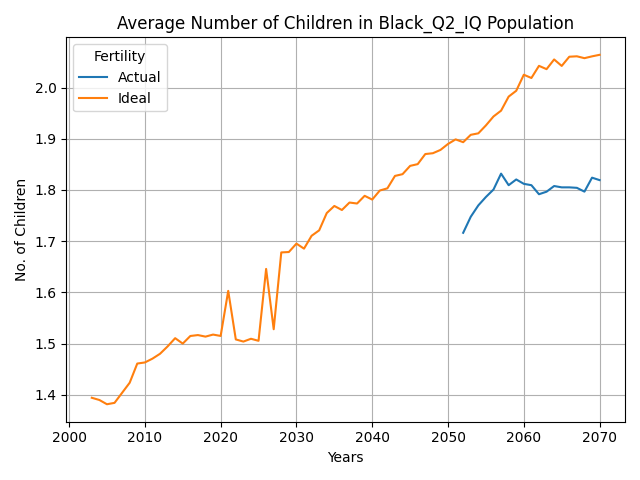 Average Number of Children in Black_Q2_IQ Population
Fertility
Actual
Ideal
No. of Children
2.0
1.9
1.8
1.7
1.6
1.5
1.4
2000 2010 2020 2030 2040 2050 2060 2070
Years